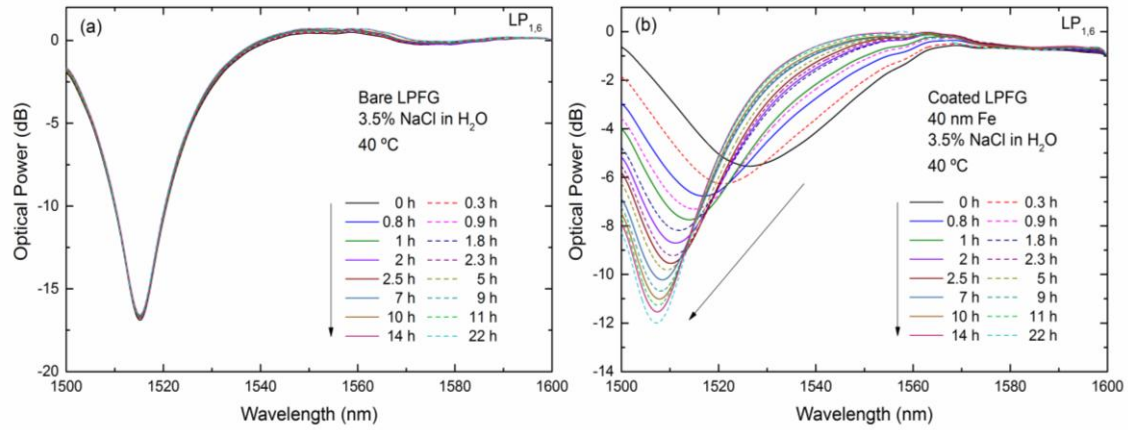 (a)
LP1,6
Optical Power (dB)
0
-5
-10
-15
-20
Bare LPFG
3.5% NaCl in H2O
40 ºC
0 h 0.3 h
0.8 h 0.9 h
1 h 1.8 h
2 h 2.3 h
2.5 h 5 h
7 h 9 h
10 h 11 h
14 h 22 h
1500 1520 1540 1560 1580 1600
Wavelength (nm)
(b)
LP1,6
Optical Power (dB)
0
-2
-4
-6
-8
-10
-12
-14
Coated LPFG
40 nm Fe
3.5% NaCl in H2O
40 ºC
0 h 0.3 h
0.8 h 0.9 h
1 h 1.8 h
2 h 2.3 h
2.5 h 5 h
7 h 9 h
10 h 11 h
14 h 22 h
1500 1520 1540 1560 1580 1600
Wavelength (nm)